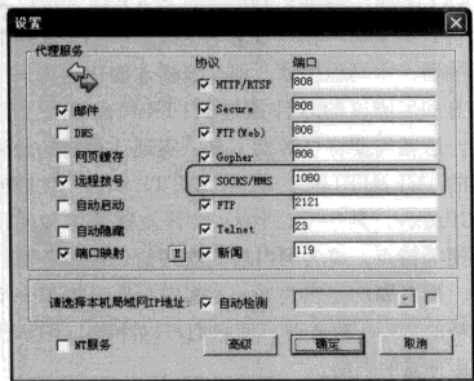 设置
代理服务
协议 端口
HTTP/RTSP 808
邮件 Secure 808
DNS FTP(Web) 808
网页缓存 Gopher 808
远程拨号 SOCKS/MMS 1080
自动启动 FTP 2121
自动隐藏 Telnet 23
端口映射 E 新闻 119
请选择本机局域网IP地址: 自动检测
NT服务 高级 确定 取消